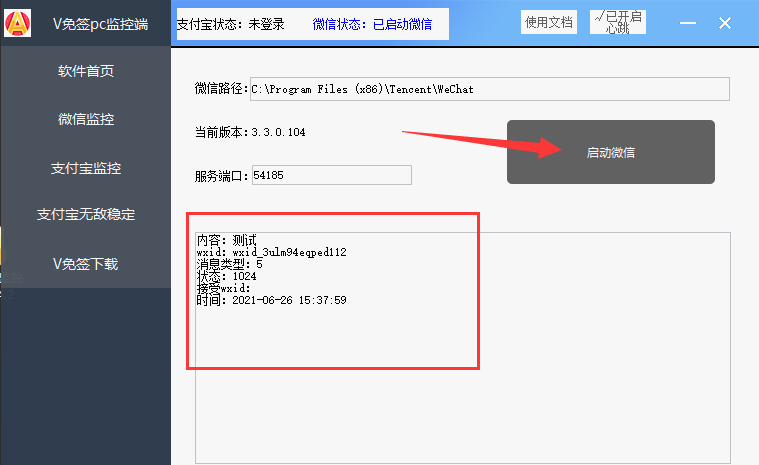 V免签pc监控端
支付宝状态：未登录 微信状态：已启动微信
使用文档
✓已开启
心跳
软件首页
微信监控
支付宝监控
支付宝无敌稳定
V免签下载
微信路径：C:\Program Files (x86)\Tencent\WeChat
当前版本：3.3.0.104
启动微信
服务端口：54185
内容：测试
wxid：wxid_3ulm94eqped112
消息类型：5
状态：1024
接受wxid：
时间：2021-06-26 15:37:59